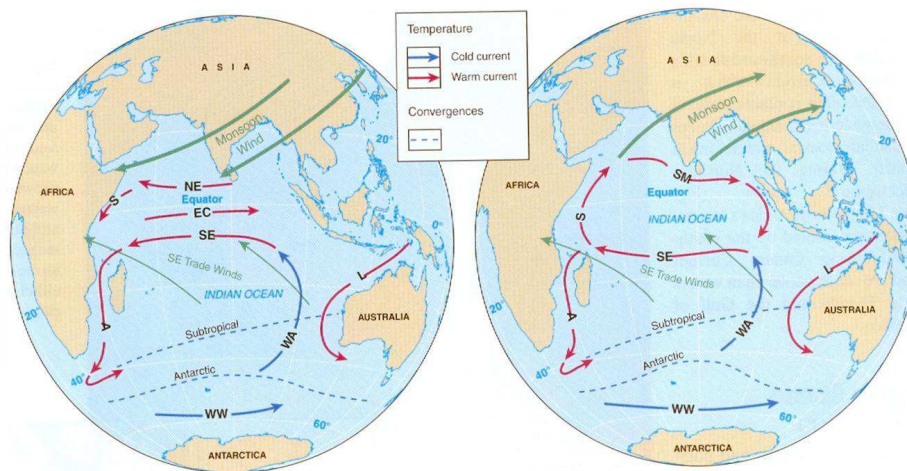 Temperature
Cold current
Warm current
Convergences
ASIA
Monsoon
Wind
20°
AFRICA
NE
S
Equator
EC
0°
SE
SE Trade Winds
INDIAN OCEAN
L
20°
A
AUSTRALIA
Subtropical
WA
40°
Antarctic
WW
60°
ANTARCTICA
ASIA
Monsoon
Wind
20°
AFRICA
SM
Equator
S
INDIAN OCEAN
0°
SE
SE Trade Winds
L
20°
A
AUSTRALIA
Subtropical
WA
40°
Antarctic
WW
60°
ANTARCTICA